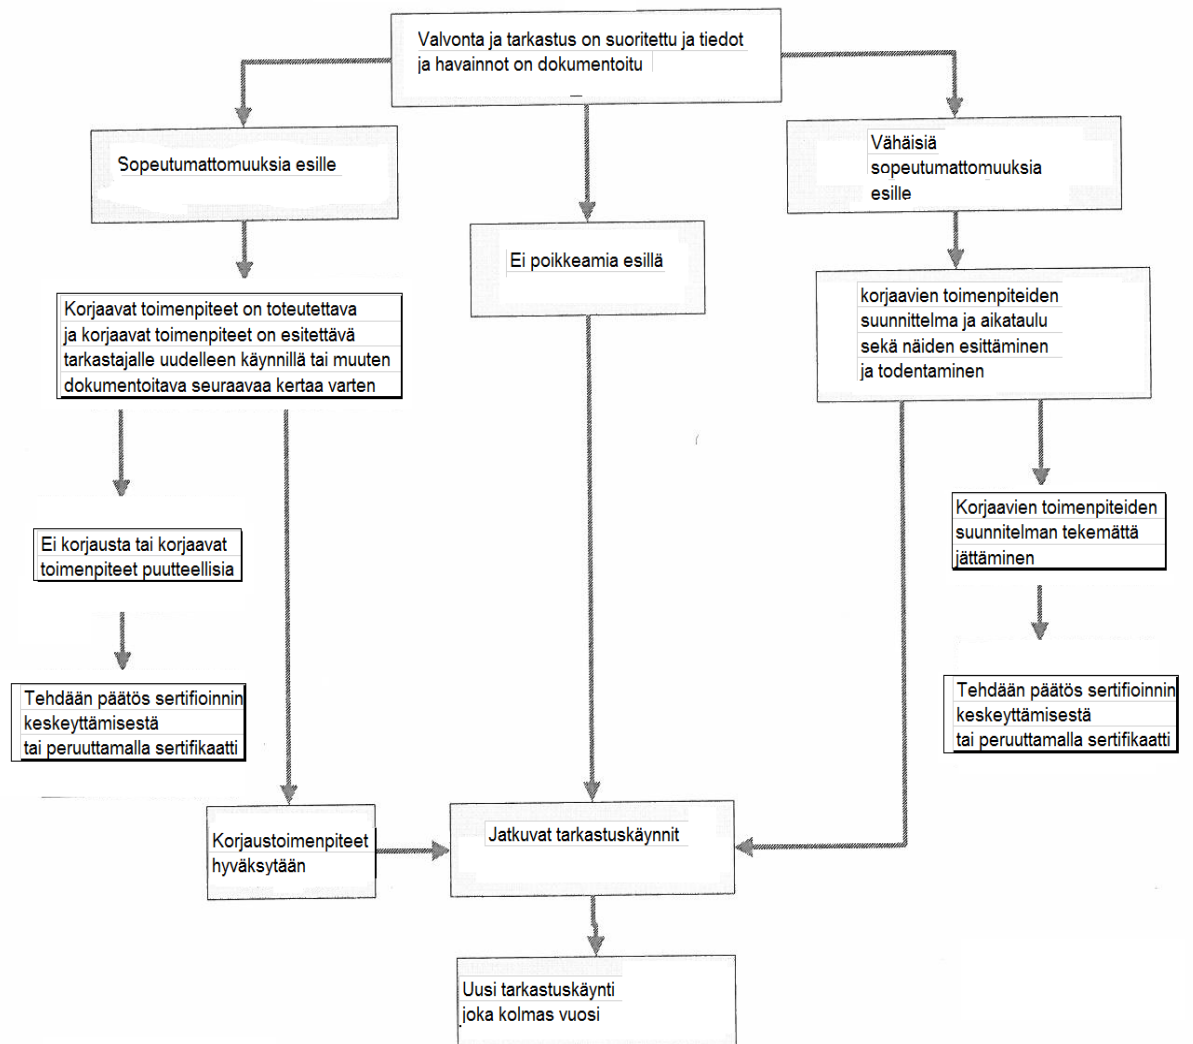 Valvonta ja tarkastus on suoritettu ja tiedot
ja havainnot on dokumentoitu
Sopeutumattomuuksia esille
Vähäisiä
sopeutumattomuuksia
esille
Ei poikkeamia esillä
Korjaavat toimenpiteet on toteutettava
ja korjaavat toimenpiteet on esitettävä
tarkastajalle uudelleen käynnillä tai muuten
dokumentoitava seuraavaa kertaa varten
korjaavien toimenpiteiden
suunnittelma ja aikataulu
sekä näiden esittäminen
ja todentaminen
Ei korjausta tai korjaavat
toimenpiteet puutteellisia
Korjaavien toimenpiteiden
suunnitelman tekemättä
jättäminen
Tehdään päätös sertifioinnin
keskeyttämisestä
tai peruuttamalla sertifikaatti
Tehdään päätös sertifioinnin
keskeyttämisestä
tai peruuttamalla sertifikaatti
Korjaustoimenpiteet
hyväksytään
Jatkuvat tarkastuskäynnit
Uusi tarkastuskäynti
joka kolmas vuosi